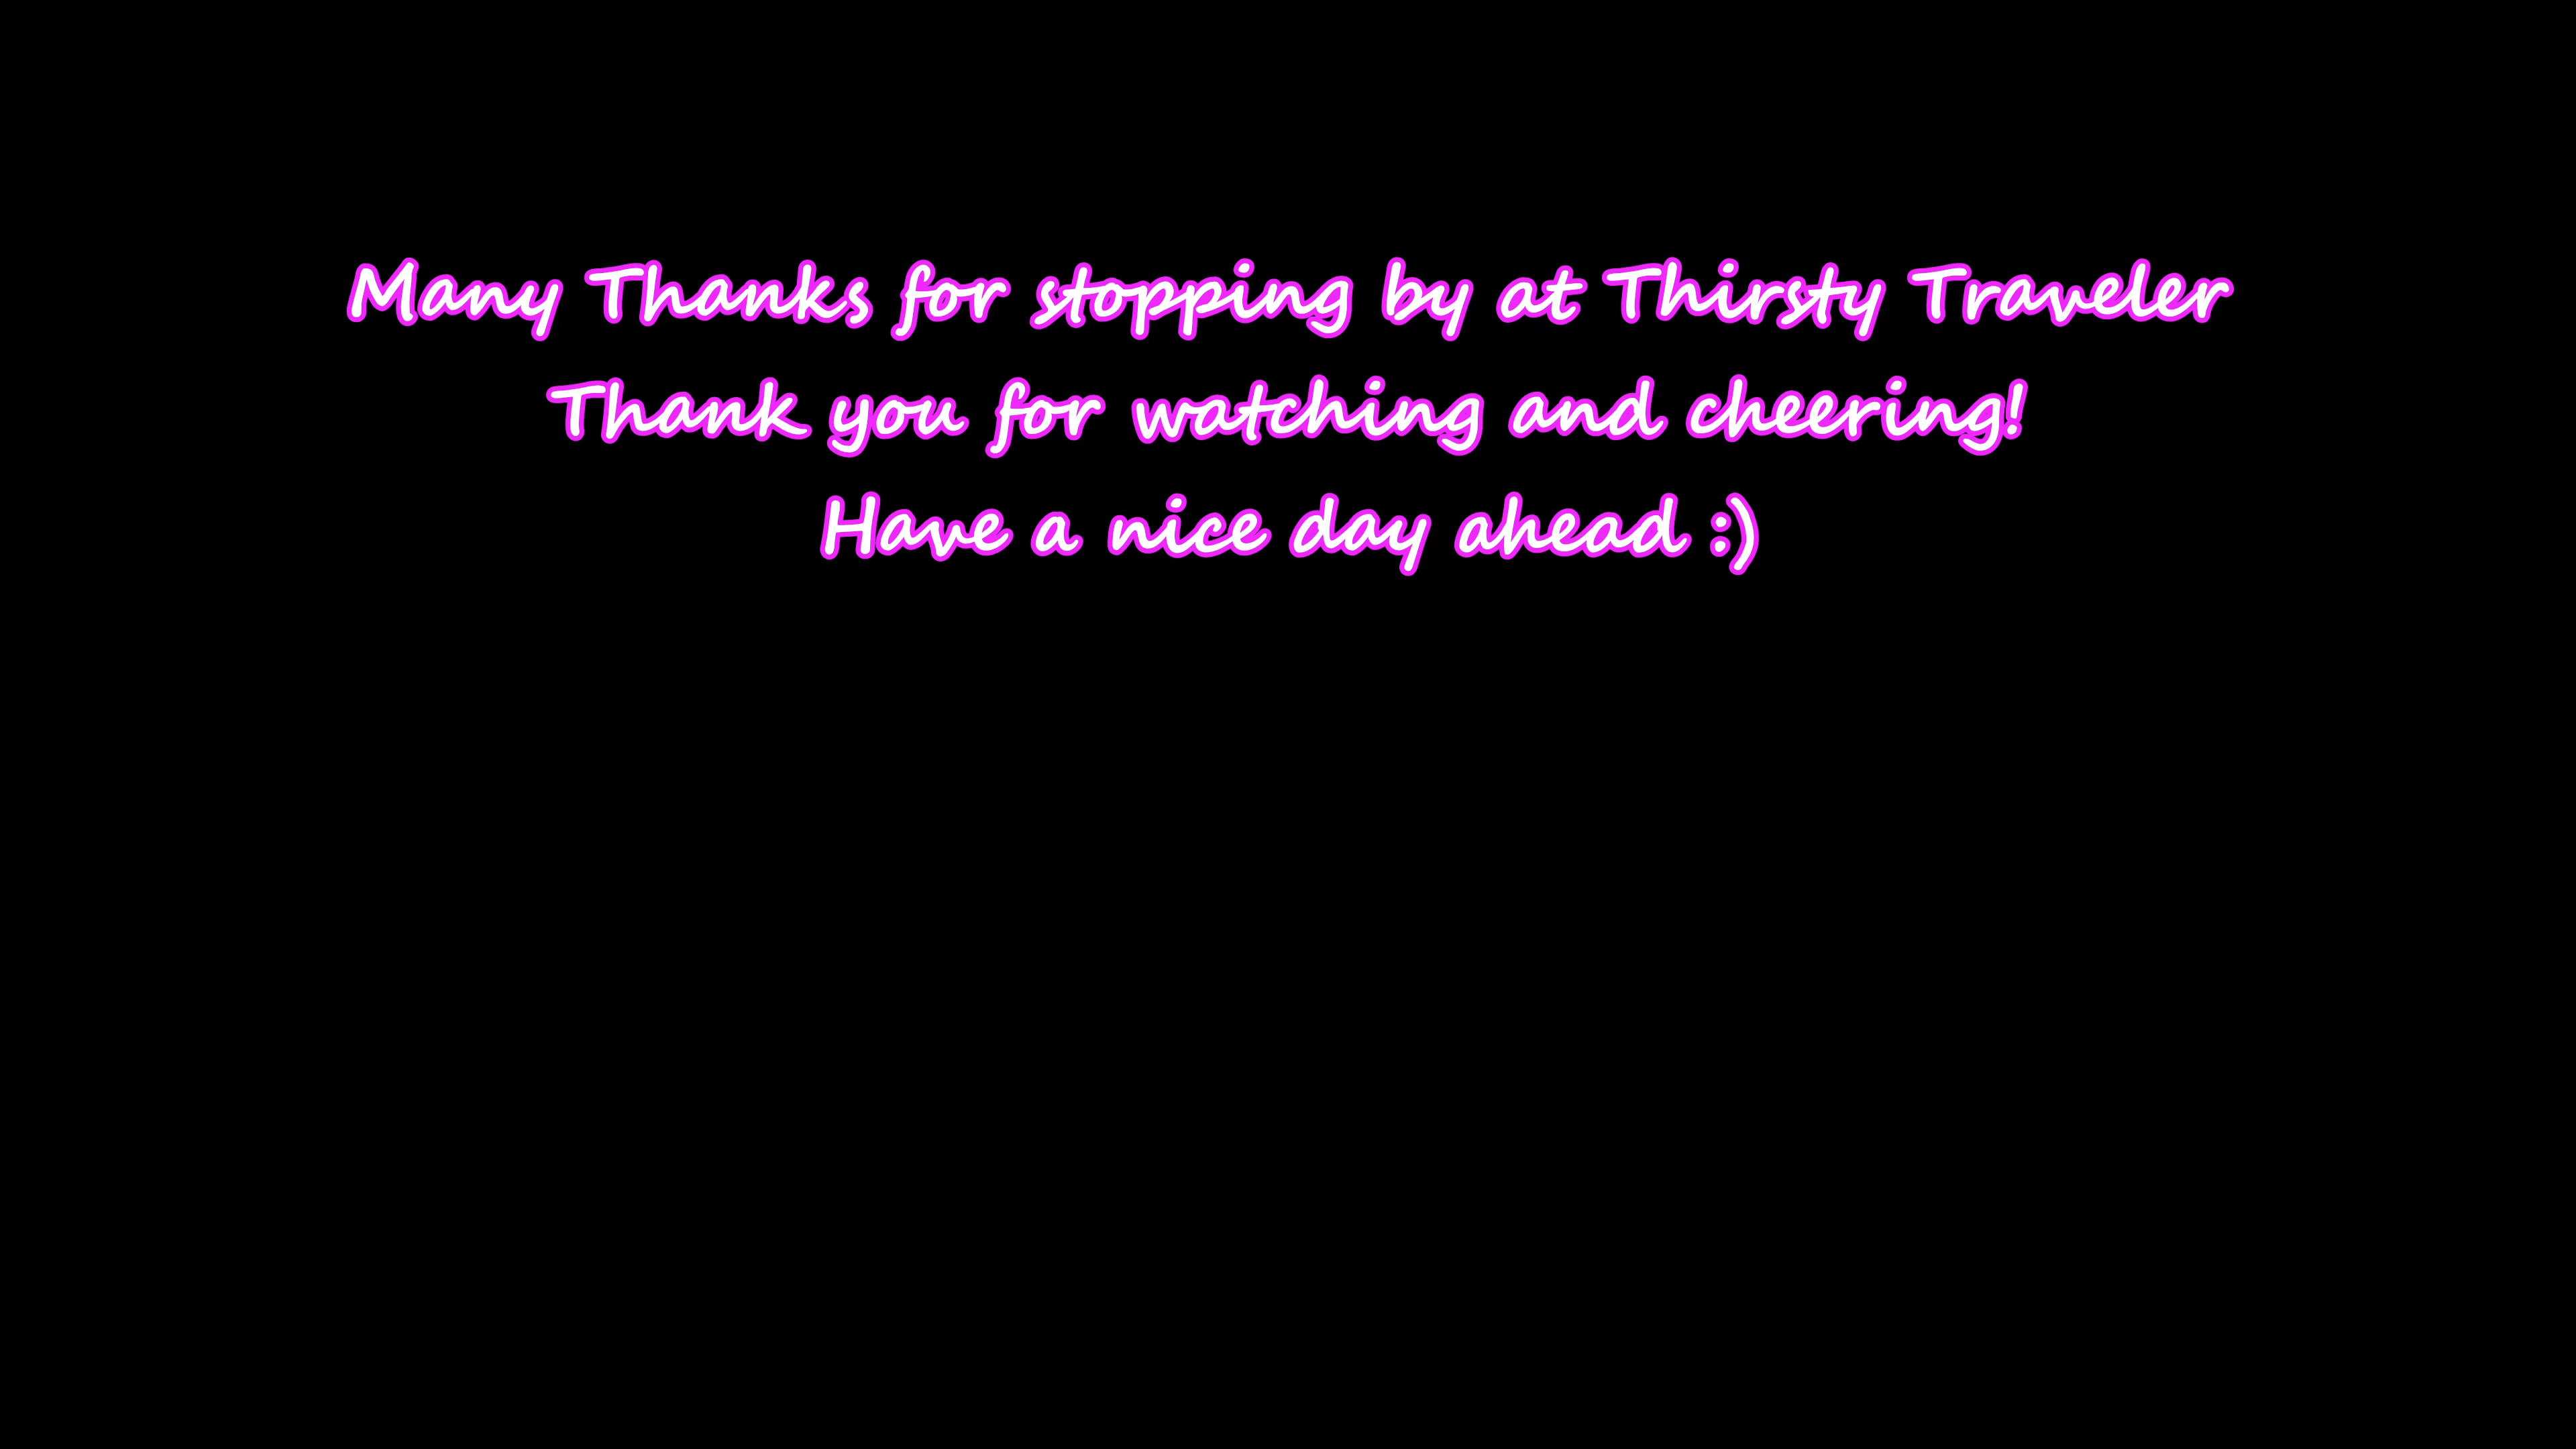 Many Thanks for stopping by at Thirsty Traveler
Thank you for watching and cheering!
Have a nice day ahead :)